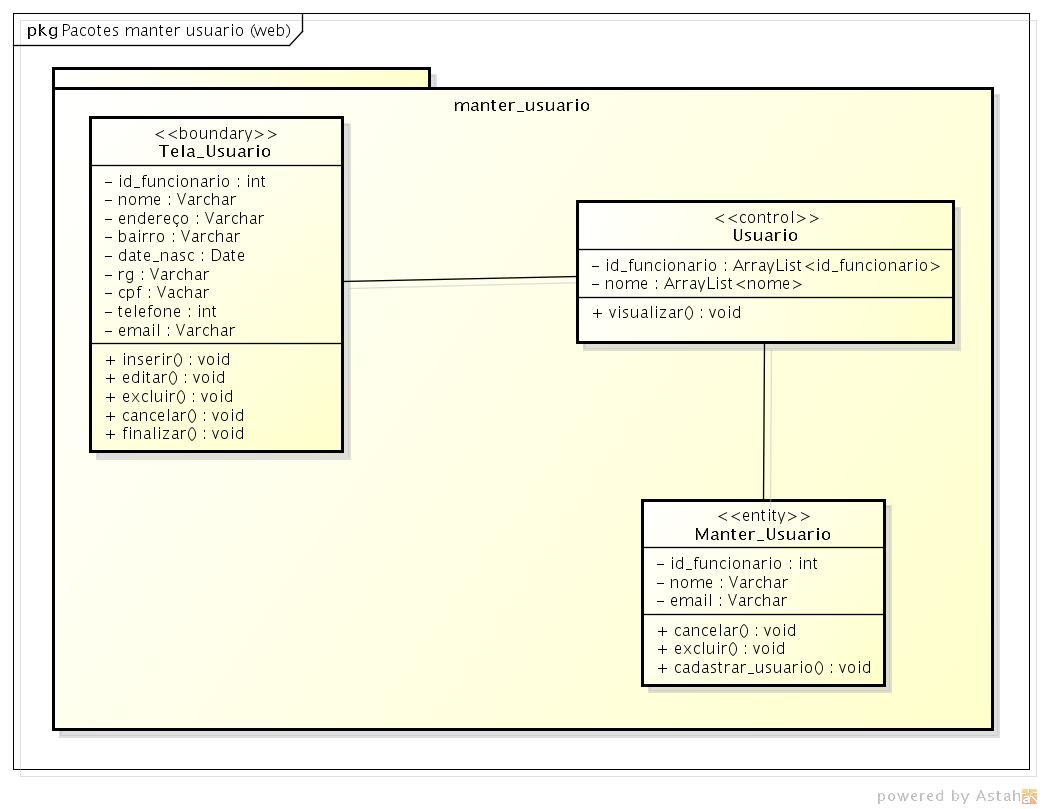 pkg Pacotes manter usuario (web)
manter_usuario
<<boundary>>
Tela_Usuario
- id_funcionario : int
- nome : Varchar
- endereço : Varchar
- bairro : Varchar
- date_nasc : Date
- rg : Varchar
- cpf : Vachar
- telefone : int
- email : Varchar
+ inserir() : void
+ editar() : void
+ excluir() : void
+ cancelar() : void
+ finalizar() : void
<<control>>
Usuario
- id_funcionario : ArrayList<id_funcionario>
- nome : ArrayList<nome>
+ visualizar() : void
<<entity>>
Manter_Usuario
- id_funcionario : int
- nome : Varchar
- email : Varchar
+ cancelar() : void
+ excluir() : void
+ cadastrar_usuario() : void
powered by Astah